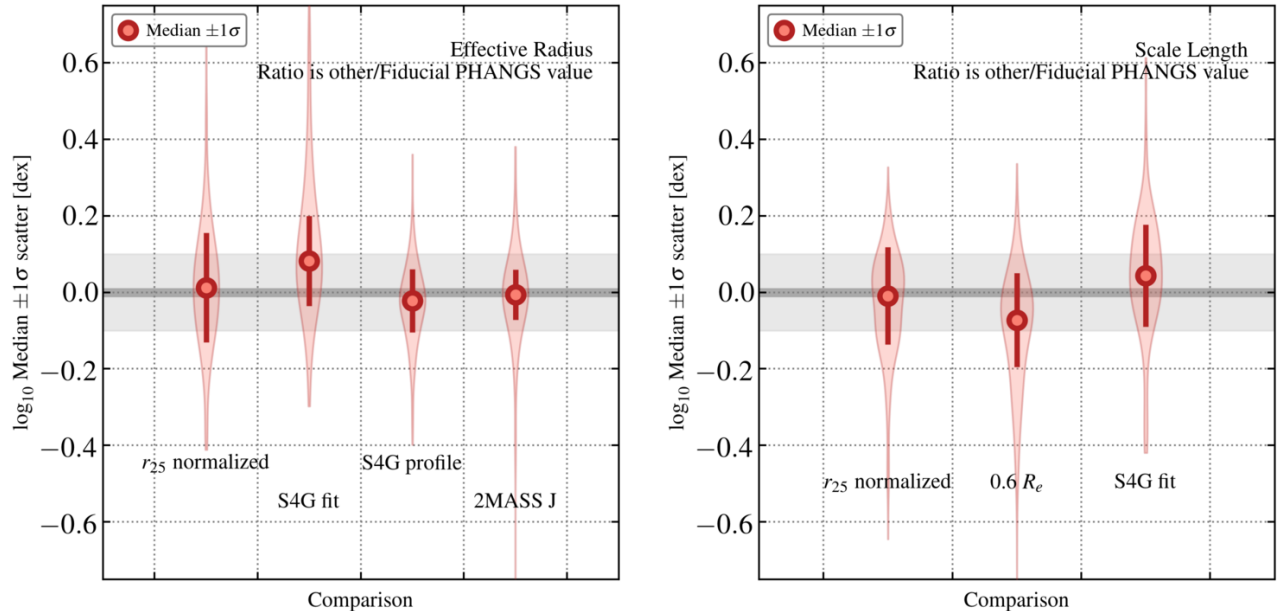 Median ±1σ
Effective Radius
Ratio is other/Fiducial PHANGS value
log₁₀ Median ±1σ scatter [dex]
0.6
0.4
0.2
0.0
−0.2
−0.4
−0.6
r₂₅ normalized
S4G fit
S4G profile
2MASS J
Comparison
Median ±1σ
Scale Length
Ratio is other/Fiducial PHANGS value
log₁₀ Median ±1σ scatter [dex]
0.6
0.4
0.2
0.0
−0.2
−0.4
−0.6
r₂₅ normalized
0.6 Rₑ
S4G fit
Comparison